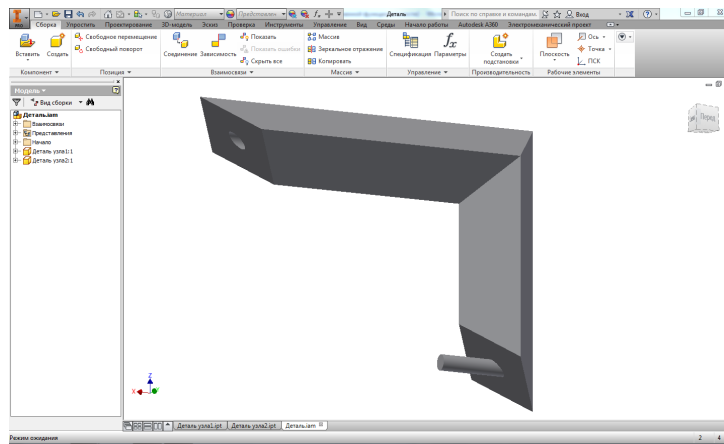 Материал
Представлен
Деталь
Поиск по справке и командам.
Вход
Сборка Упростить Проектирование 3D-модель Эскиз Проверка Инструменты Управление Вид Среды Начало работы Autodesk A360 Электромеханический проект
Вставить
Создать
Свободное перемещение
Свободный поворот
Соединение
Зависимость
Показать
Показать ошибки
Скрыть все
Массив
Зеркальное отражение
Копировать
Спецификация
Параметры
Создать подстановки
Плоскость
Ось
Точка
ПСК
Компонент Позиция Взаимосвязи Массив Управление Производительность Рабочие элементы
Модель
Вид сборки
Деталь.iam
Взаимосвязи
Представления
Начало
Деталь узла1:1
Деталь узла2:1
Перед
Z
X
Деталь узла1.ipt Деталь узла2.ipt Деталь.iam
Режим ожидания
2 4